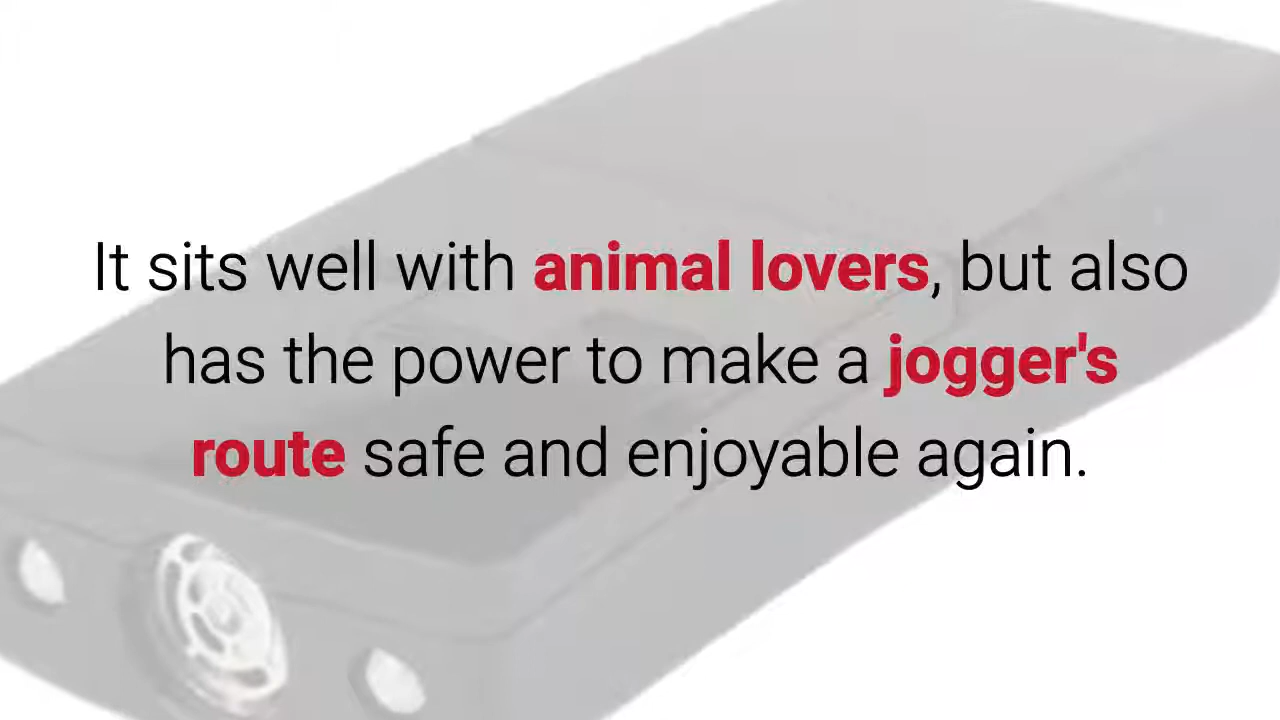 It sits well with animal lovers, but also
has the power to make a jogger's
route safe and enjoyable again.